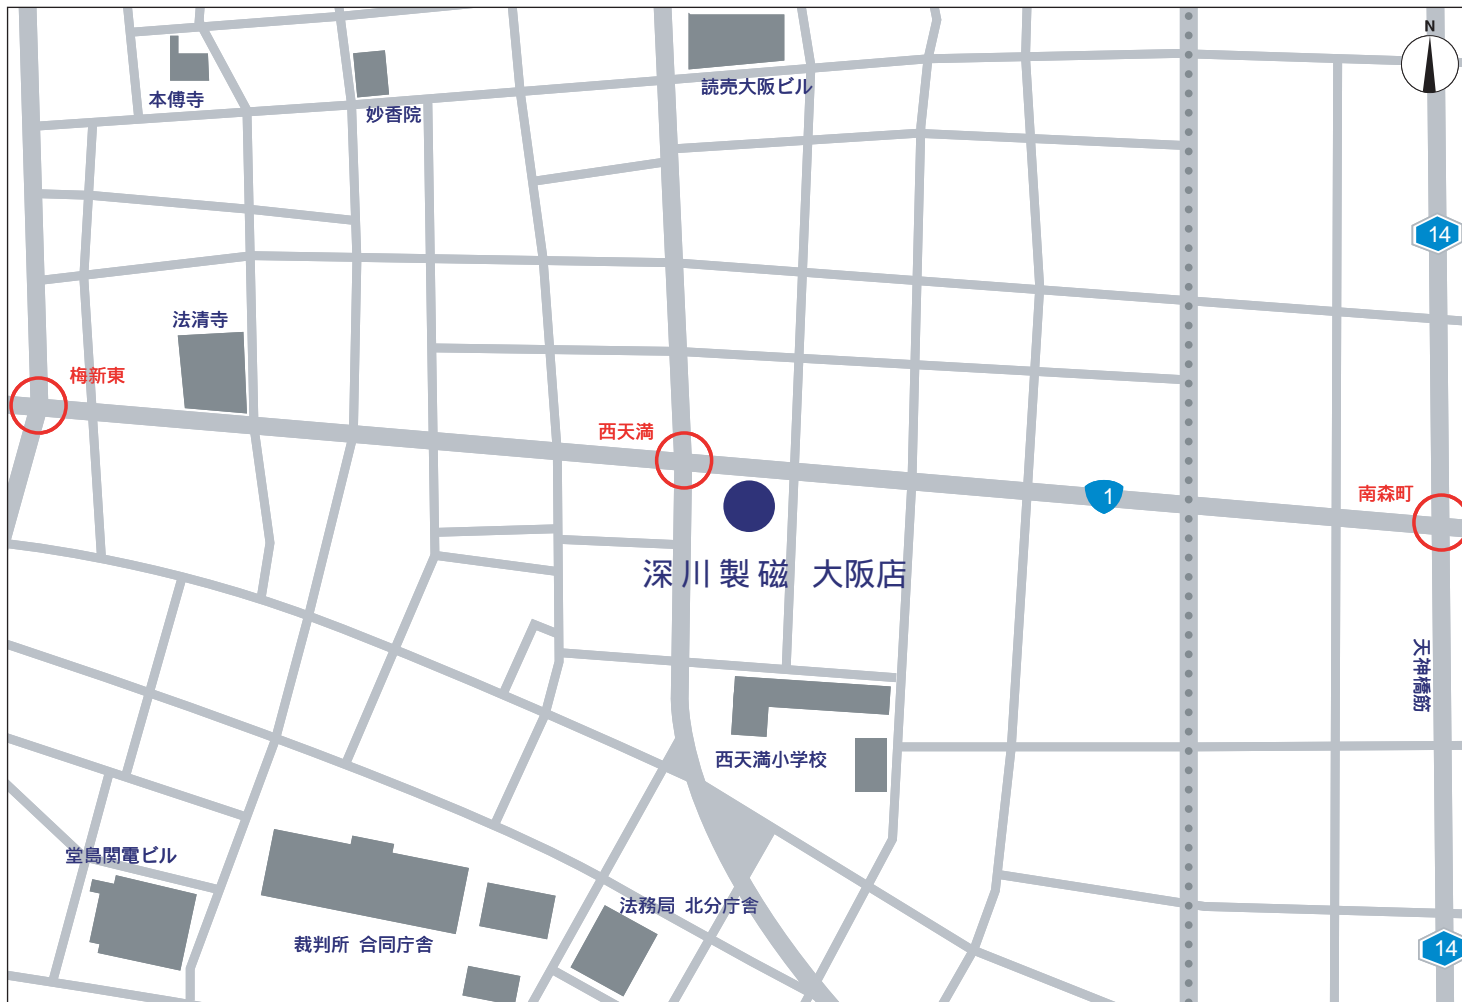 N
本傳寺
妙香院
読売大阪ビル
14
法清寺
梅新東
西天満
1
南森町
深川製磁 大阪店
天神橋筋
西天満小学校
堂島関電ビル
法務局 北分庁舎
裁判所 合同庁舎
14